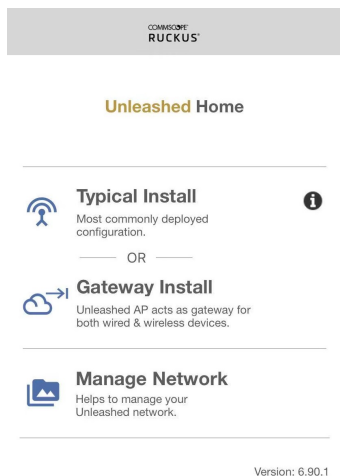 COMMSCOPE®
RUCKUS®
Unleashed Home
Typical Install
Most commonly deployed
configuration.
OR
Gateway Install
Unleashed AP acts as gateway for
both wired & wireless devices.
Manage Network
Helps to manage your
Unleashed network.
Version: 6.90.1